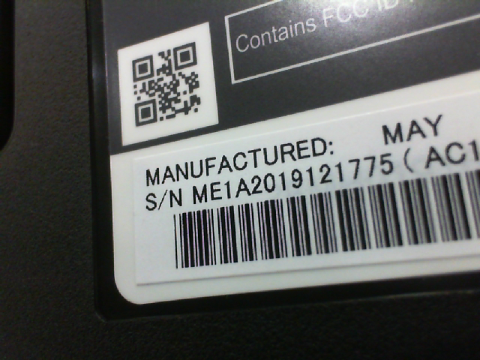 Contains FCC ID
MANUFACTURED: MAY
S/N ME1A2019121775 ( AC1